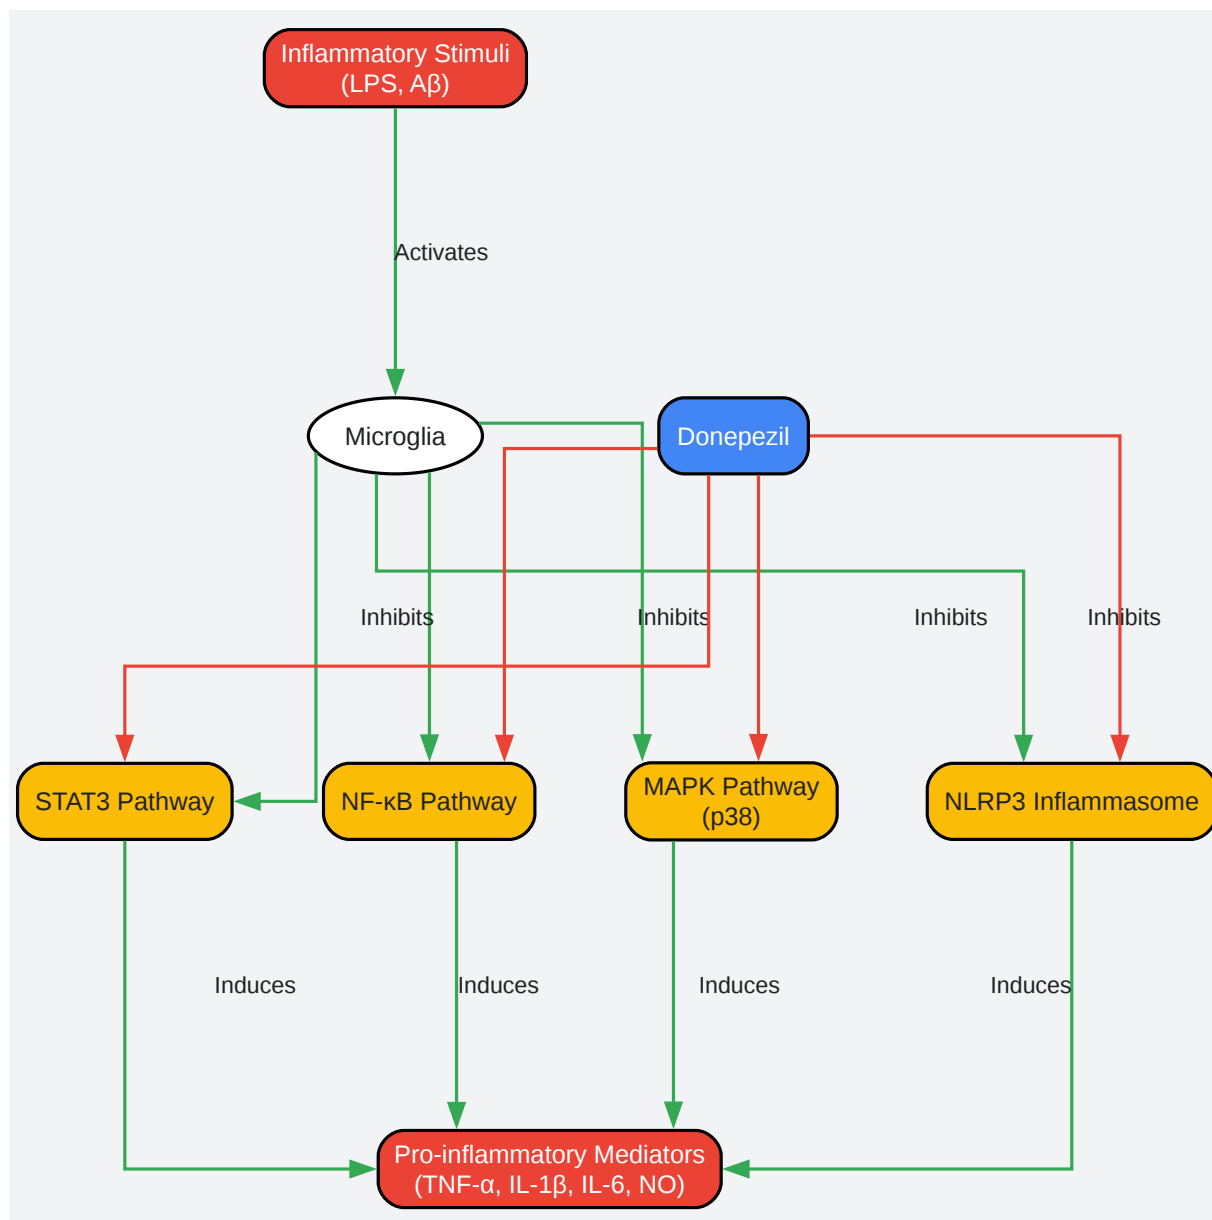 Inflammatory Stimuli
(LPS, Aβ)
Activates
Microglia
Donepezil
Inhibits
Inhibits
Inhibits
Inhibits
STAT3 Pathway
NF-κB Pathway
MAPK Pathway
(p38)
NLRP3 Inflammasome
Induces
Induces
Induces
Induces
Pro-inflammatory Mediators
(TNF-α, IL-1β, IL-6, NO)